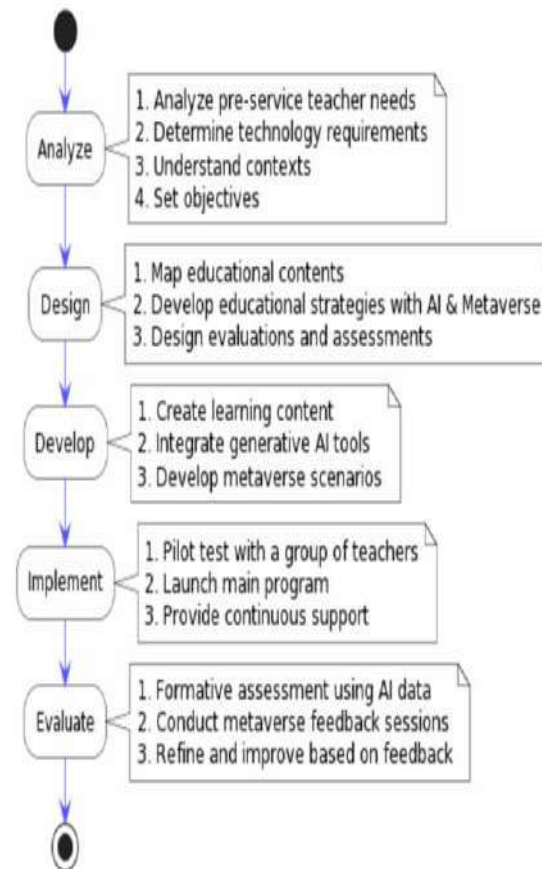 Analyze
1. Analyze pre-service teacher needs
2. Determine technology requirements
3. Understand contexts
4. Set objectives
Design
1. Map educational contents
2. Develop educational strategies with AI & Metaverse
3. Design evaluations and assessments
Develop
1. Create learning content
2. Integrate generative AI tools
3. Develop metaverse scenarios
Implement
1. Pilot test with a group of teachers
2. Launch main program
3. Provide continuous support
Evaluate
1. Formative assessment using AI data
2. Conduct metaverse feedback sessions
3. Refine and improve based on feedback